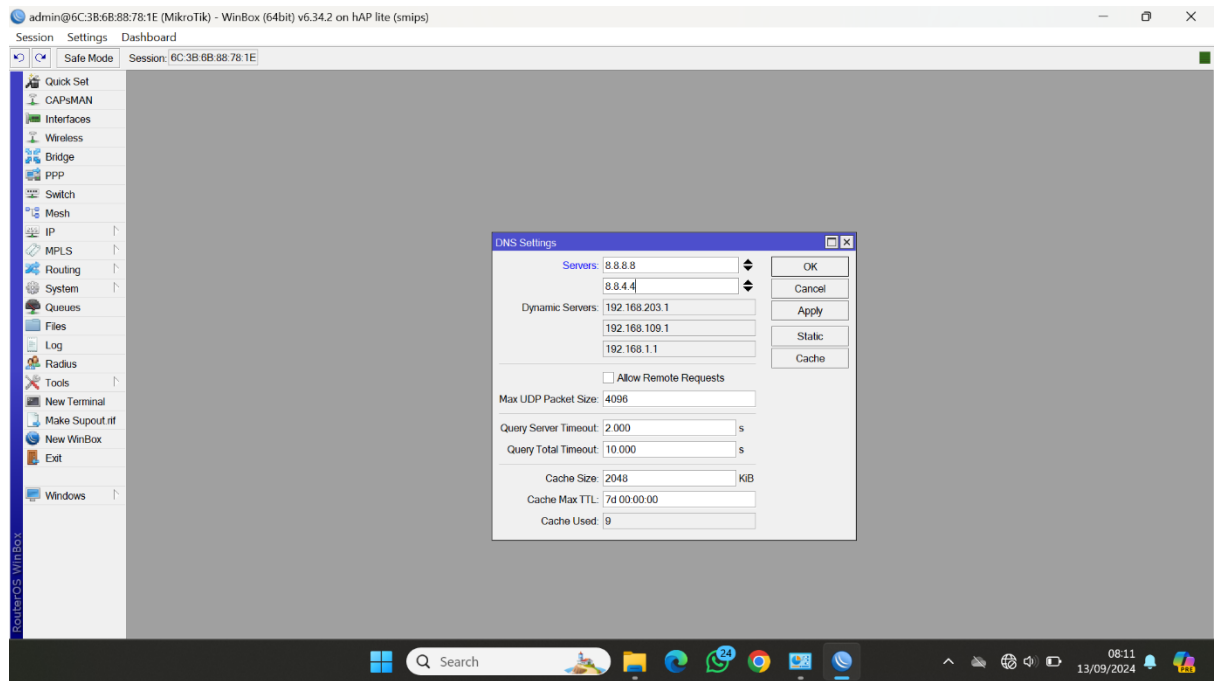 admin@6C:3B:6B:88:78:1E (MikroTik) - WinBox (64bit) v6.34.2 on hAP lite (smips)
Session Settings Dashboard
Safe Mode Session: 6C:3B:6B:88:78:1E
Quick Set
CAPsMAN
Interfaces
Wireless
Bridge
PPP
Switch
Mesh
IP
MPLS
Routing
System
Queues
Files
Log
Radius
Tools
New Terminal
Make Supout.rif
New WinBox
Exit
Windows
RouterOS WinBox
DNS Settings
Servers: 8.8.8.8
8.8.4.4
Dynamic Servers: 192.168.203.1
192.168.109.1
192.168.1.1
Allow Remote Requests
Max UDP Packet Size: 4096
Query Server Timeout: 2.000 s
Query Total Timeout: 10.000 s
Cache Size: 2048 KiB
Cache Max TTL: 7d 00:00:00
Cache Used: 9
OK
Cancel
Apply
Static
Cache
Search
24
08:11
13/09/2024
PRE